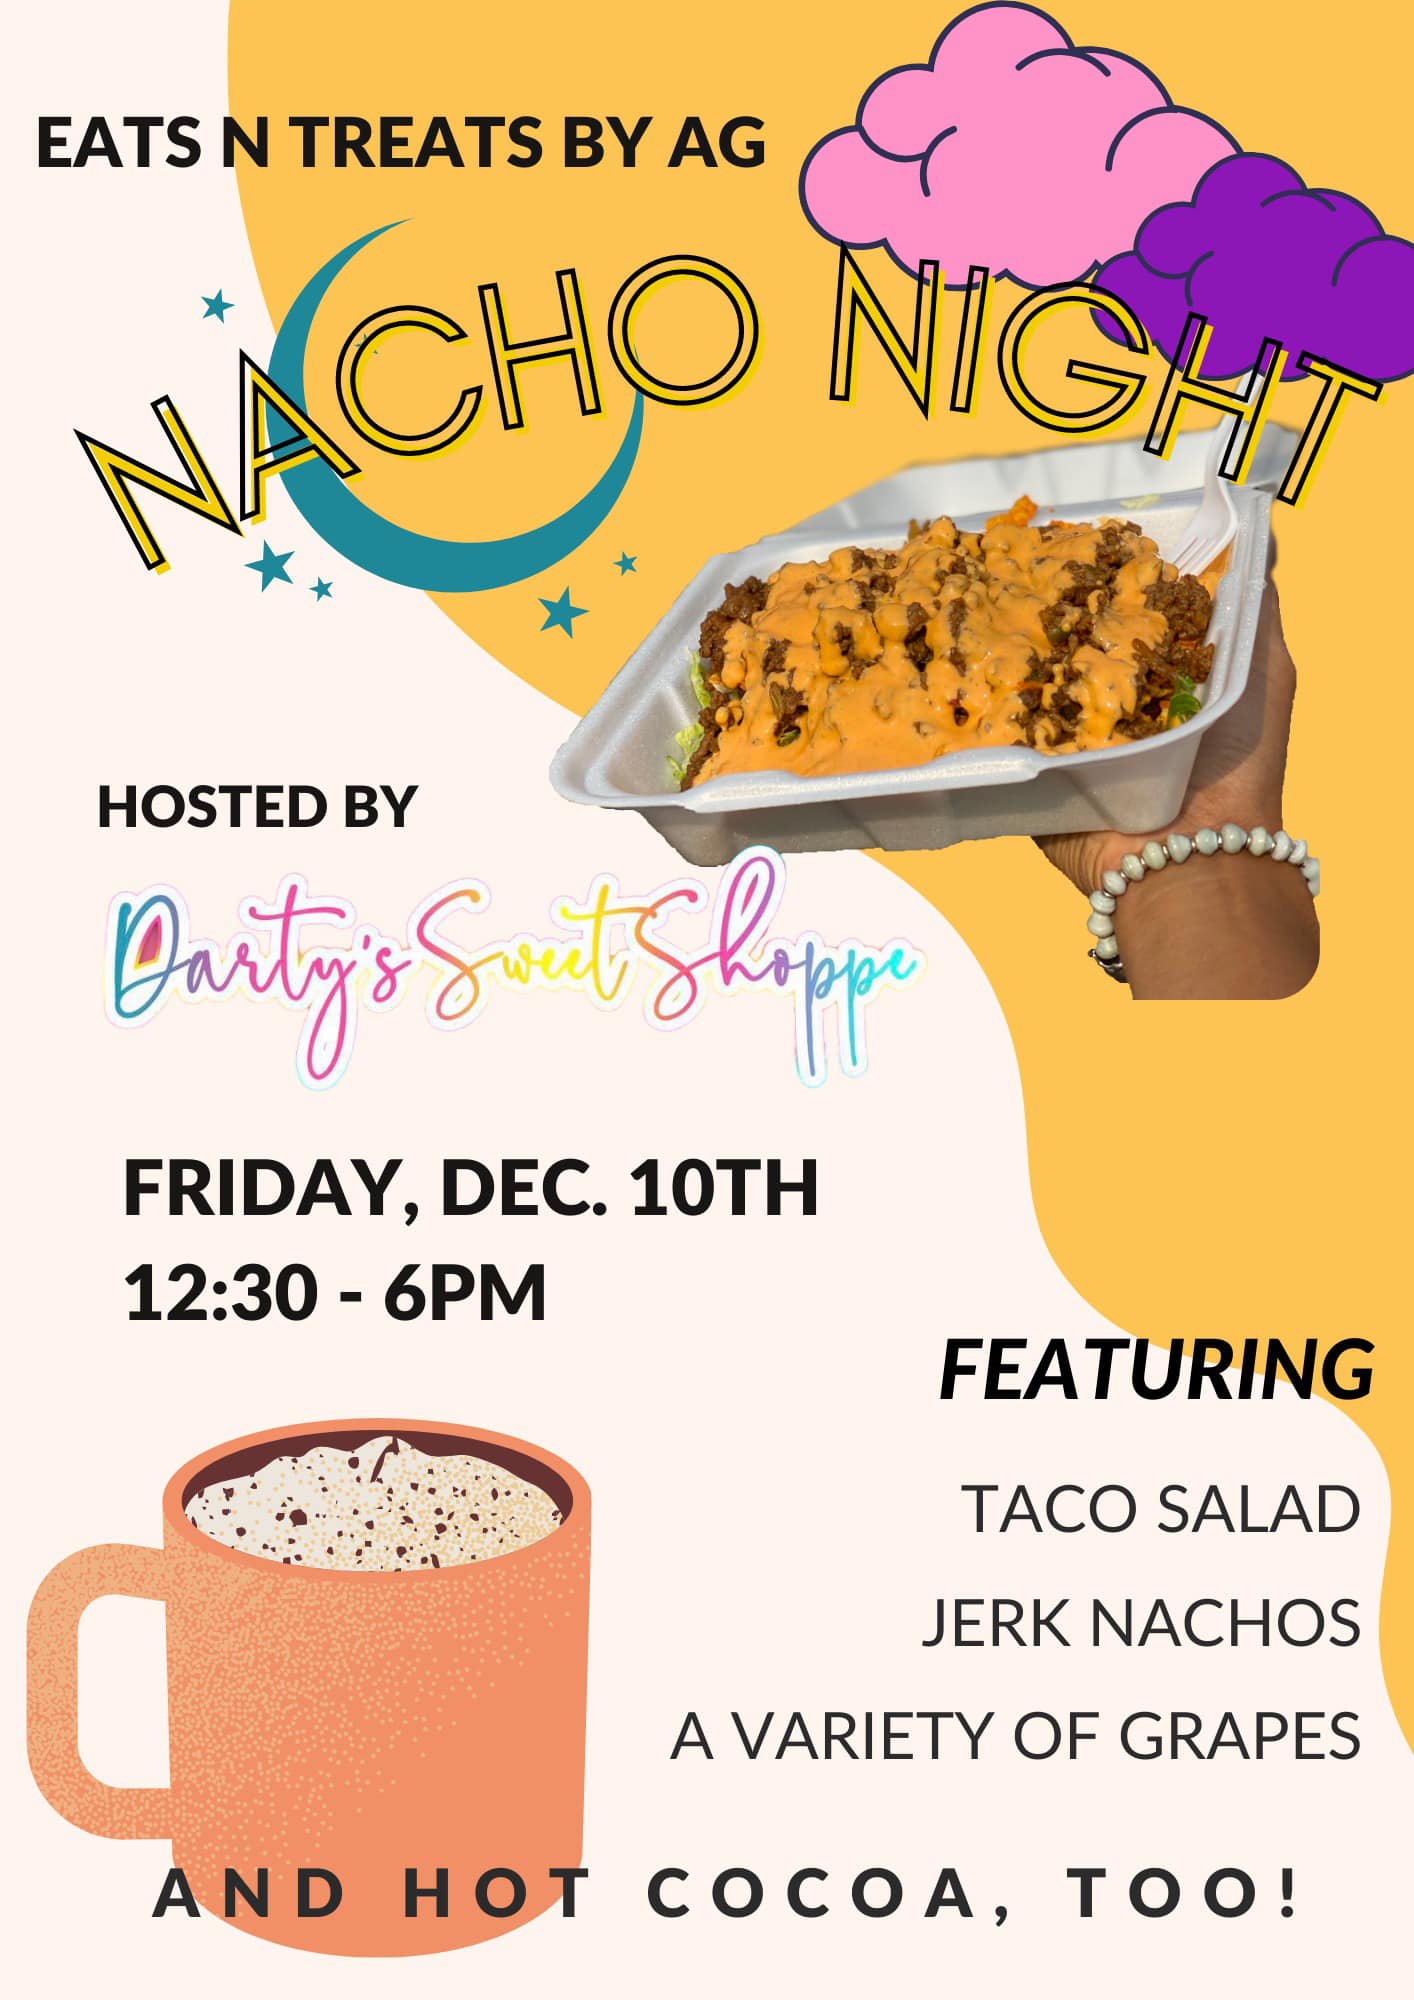 EATS N TREATS BY AG
NACHO NIGHT
HOSTED BY
Darty's Sweet Shoppe
FRIDAY, DEC. 10TH
12:30 - 6PM
FEATURING
TACO SALAD
JERK NACHOS
A VARIETY OF GRAPES
AND HOT COCOA, TOO!